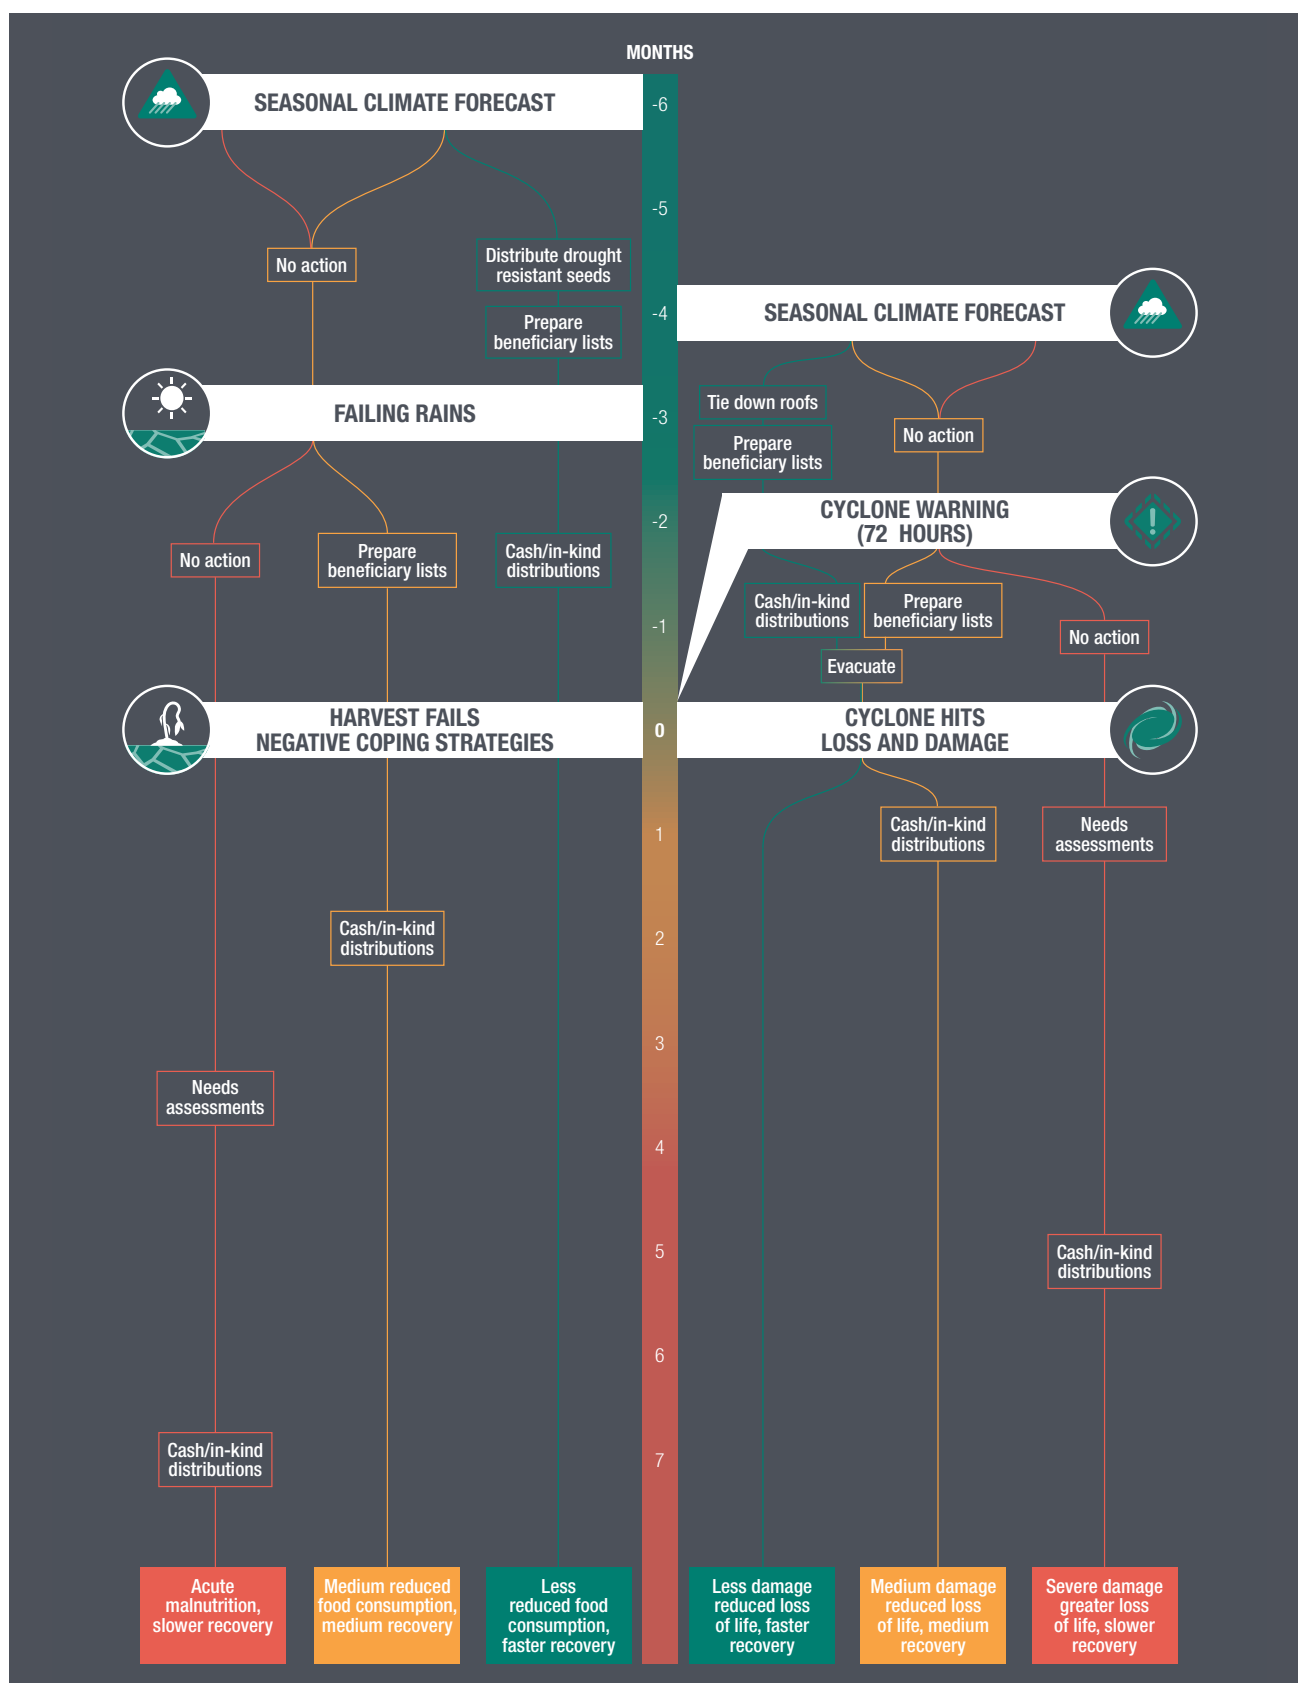 MONTHS
SEASONAL CLIMATE FORECAST
-6
-5
No action
Distribute drought
resistant seeds
Prepare
beneficiary lists
-4
SEASONAL CLIMATE FORECAST
FAILING RAINS
-3
Tie down roofs
Prepare
beneficiary lists
No action
-2
CYCLONE WARNING
(72 HOURS)
No action
Prepare
beneficiary lists
Cash/in-kind
distributions
Cash/in-kind
distributions
Prepare
beneficiary lists
-1
No action
Evacuate
HARVEST FAILS
NEGATIVE COPING STRATEGIES
0
CYCLONE HITS
LOSS AND DAMAGE
1
Cash/in-kind
distributions
Needs
assessments
Cash/in-kind
distributions
2
3
Needs
assessments
4
5
Cash/in-kind
distributions
6
Cash/in-kind
distributions
7
Acute
malnutrition,
slower recovery
Medium reduced
food consumption,
medium recovery
Less
reduced food
consumption,
faster recovery
Less damage
reduced loss
of life, faster
recovery
Medium damage
reduced loss
of life, medium
recovery
Severe damage
greater loss
of life, slower
recovery